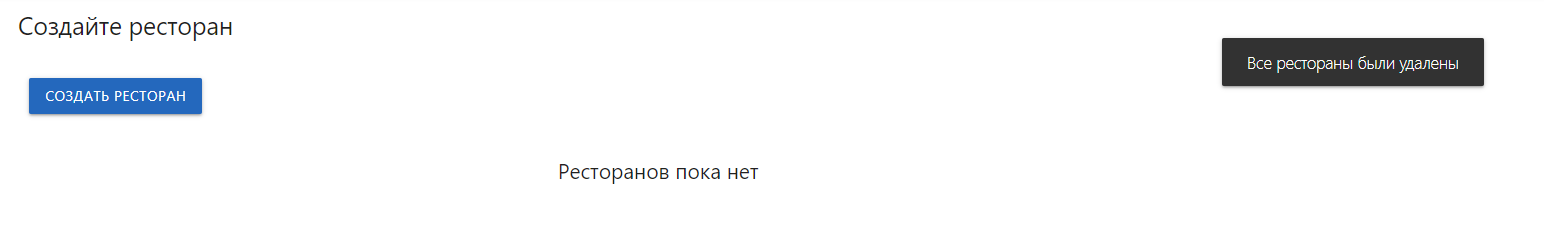 Создайте ресторан
Все рестораны были удалены
СОЗДАТЬ РЕСТОРАН
Ресторанов пока нет